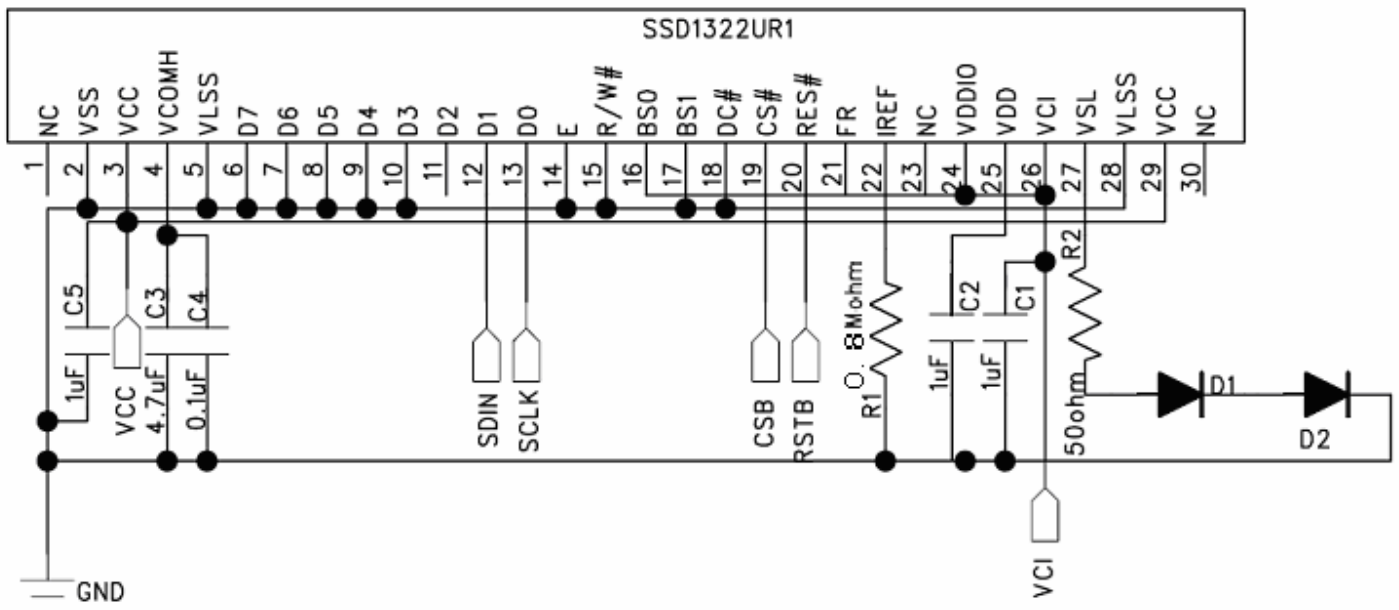 SSD1322UR1
NC
VSS
VCC
VCOMH
VLSS
D7
D6
D5
D4
D3
D2
D1
D0
E
R/W#
BS0
BS1
DC#
CS#
RES#
FR
IREF
NC
VDDIO
VDD
VCI
VSL
VLSS
VCC
NC
1
2
3
4
5
6
7
8
9
10
11
12
13
14
15
16
17
18
19
20
21
22
23
24
25
26
27
28
29
30
C5
1uF
VCC
C3
4.7uF
C4
0.1uF
SDIN
SCLK
CSB
RSTB
R1
0.8Mohm
C2
1uF
C1
1uF
VCI
R2
50ohm
D1
D2
GND